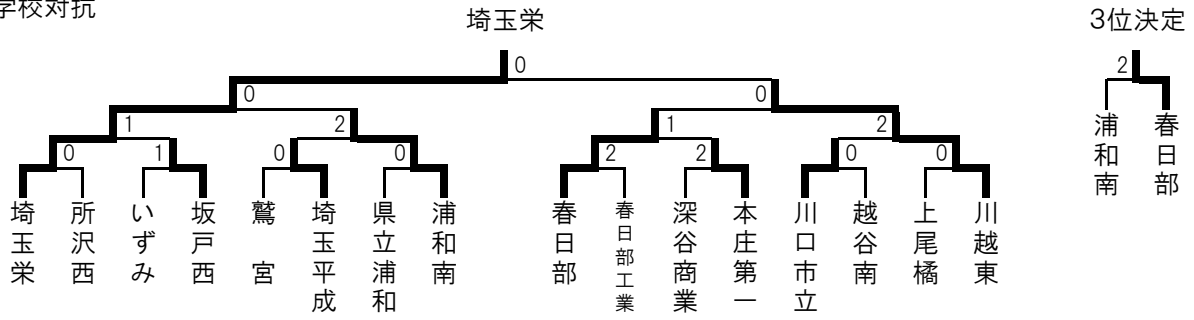 学校対抗
埼玉栄
3位決定
0
2
0
0
1
2
1
2
0
1
0
0
2
2
0
0
浦和南
春日部
埼玉栄
所沢西
いずみ
坂戸西
鷲宮
埼玉平成
県立浦和
浦和南
春日部
春日部工業
深谷商業
本庄第一
川口市立
越谷南
上尾橘
川越東